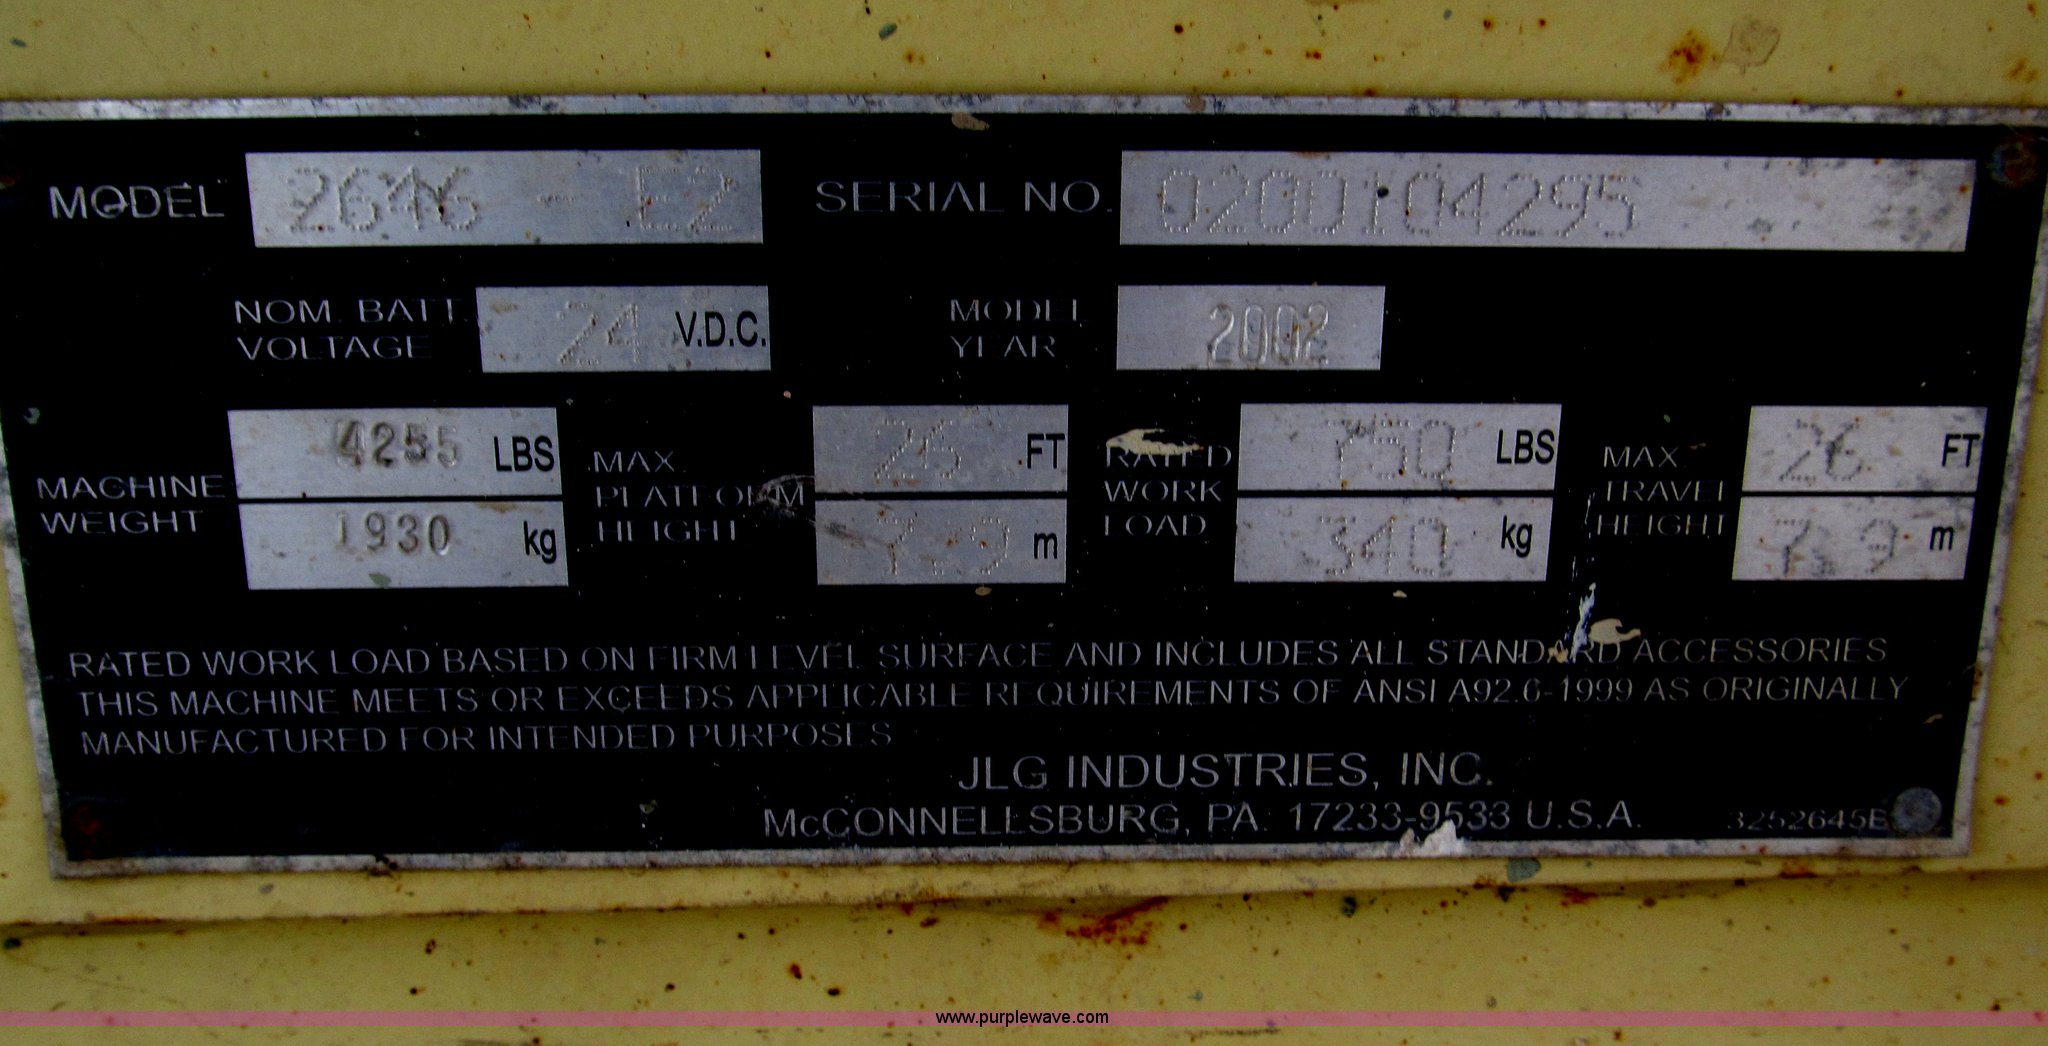 MODEL 2646 - E2 SERIAL NO. 0200104295
NOM. BATT. VOLTAGE 24 V.D.C. MODEL YEAR 2002
MACHINE WEIGHT 4255 LBS 1930 kg
MAX. PLATFORM HEIGHT 26 FT 7.9 m
RATED WORK LOAD 750 LBS 340 kg
MAX. TRAVEL HEIGHT 26 FT 7.9 m
RATED WORK LOAD BASED ON FIRM LEVEL SURFACE AND INCLUDES ALL STANDARD ACCESSORIES
THIS MACHINE MEETS OR EXCEEDS APPLICABLE REQUIREMENTS OF ANSI A92.6-1999 AS ORIGINALLY
MANUFACTURED FOR INTENDED PURPOSES
JLG INDUSTRIES, INC.
McCONNELLSBURG, PA. 17233-9533 U.S.A.
3252645E
www.purplewave.com